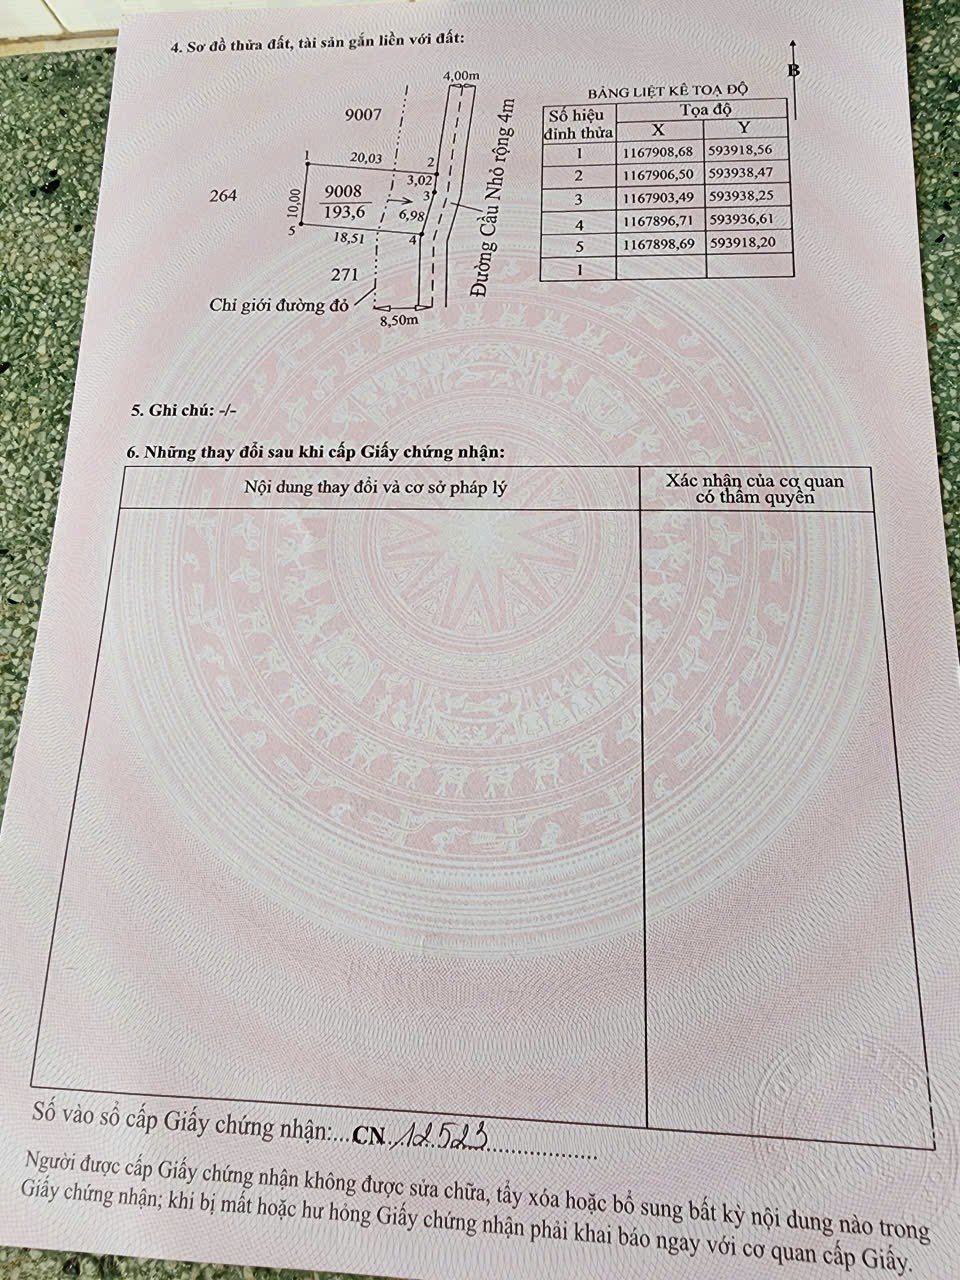 4. Sơ đồ thửa đất, tài sản gắn liền với đất:
B
4,00m
9007
Đường Cầu Nhỏ rộng 4m
1
20,03
2
3,02
3
264
10,00
9008
193,6
6,98
5
18,51
4
271
Chỉ giới đường đỏ
8,50m
BẢNG LIỆT KÊ TOẠ ĐỘ
Số hiệu đỉnh thửa
Tọa độ
X Y
1 1167908,68 593918,56
2 1167906,50 593938,47
3 1167903,49 593938,25
4 1167896,71 593936,61
5 1167898,69 593918,20
1
5. Ghi chú: -/-
6. Những thay đổi sau khi cấp Giấy chứng nhận:
Nội dung thay đổi và cơ sở pháp lý
Xác nhận của cơ quan
có thẩm quyền
Số vào sổ cấp Giấy chứng nhận:...CN..12523....................
Người được cấp Giấy chứng nhận không được sửa chữa, tẩy xóa hoặc bổ sung bất kỳ nội dung nào trong
Giấy chứng nhận; khi bị mất hoặc hư hỏng Giấy chứng nhận phải khai báo ngay với cơ quan cấp Giấy.